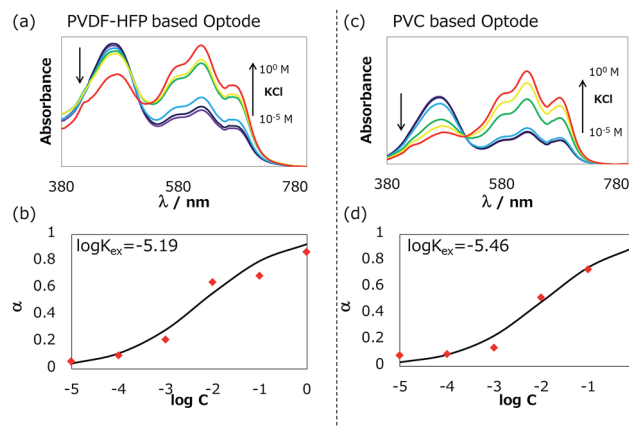 (a) PVDF-HFP based Optode
Absorbance
10⁰ M
KCl
10⁻⁵ M
380 580 780
λ / nm
(b)
logKex=−5.19
α
1
0.8
0.6
0.4
0.2
0
-5 -4 -3 -2 -1 0
log C
(c) PVC based Optode
Absorbance
10⁰ M
KCl
10⁻⁵ M
380 580 780
λ / nm
(d)
logKex=−5.46
α
1
0.8
0.6
0.4
0.2
0
-5 -4 -3 -2 -1
log C